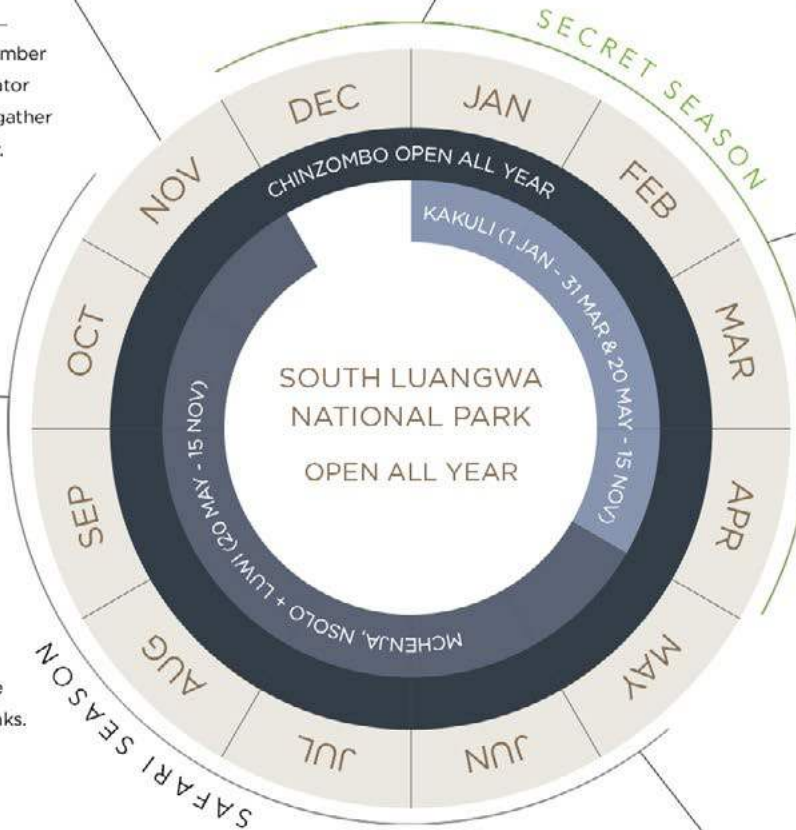 mber
ator
gather
SECRET SEASON
JAN
FEB
MAR
APR
MAY
JUN
JUL
AUG
SEP
OCT
NOV
DEC
CHINZOMBO OPEN ALL YEAR
KAKULI (1 JAN - 31 MAR & 20 MAY - 15 NOV)
MCHENJA, NSOLO + LUWI (20 MAY - 15 NOV)
SOUTH LUANGWA
NATIONAL PARK
OPEN ALL YEAR
SAFARI SEASON
e
ks.